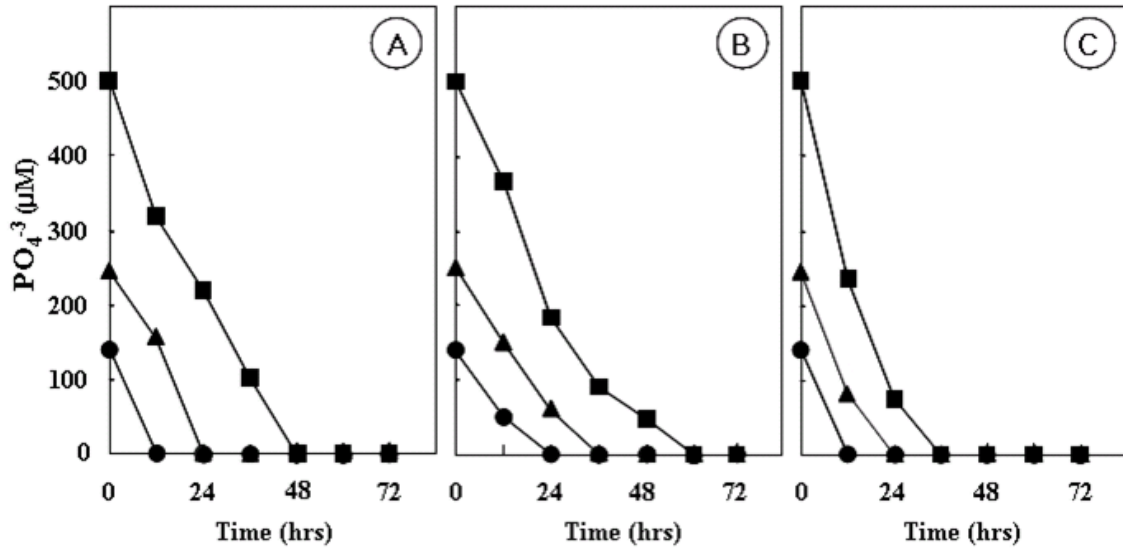 A
B
C
500
400
300
200
100
0
PO₄⁻³ (µM)
0 24 48 72
0 24 48 72
0 24 48 72
Time (hrs)
Time (hrs)
Time (hrs)